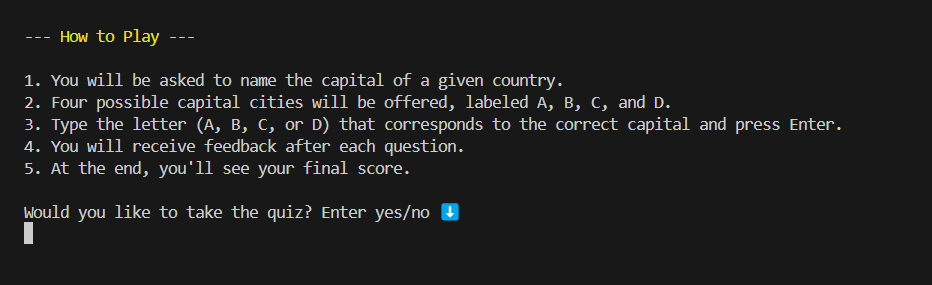 --- How to Play ---
1. You will be asked to name the capital of a given country.
2. Four possible capital cities will be offered, labeled A, B, C, and D.
3. Type the letter (A, B, C, or D) that corresponds to the correct capital and press Enter.
4. You will receive feedback after each question.
5. At the end, you'll see your final score.
Would you like to take the quiz? Enter yes/no ⬇️